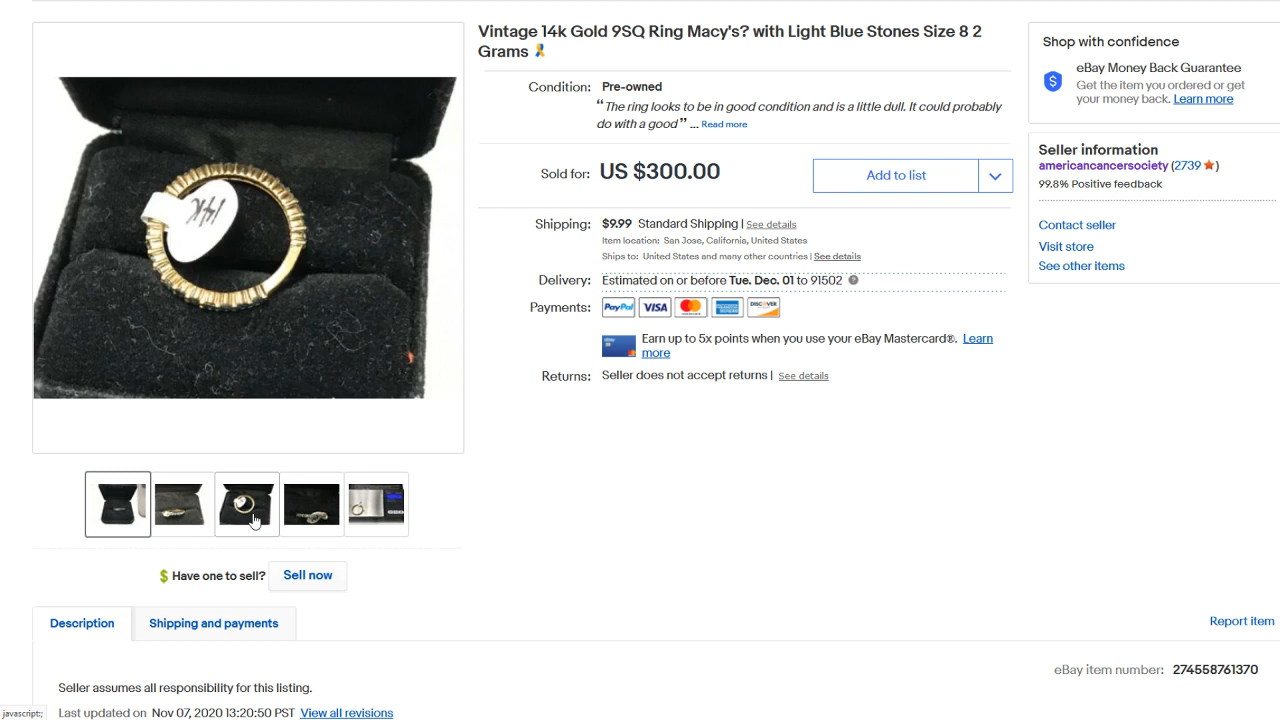 Vintage 14k Gold 9SQ Ring Macy's? with Light Blue Stones Size 8 2
Grams
Condition: Pre-owned
“The ring looks to be in good condition and is a little dull. It could probably
do with a good” ... Read more
Sold for: US $300.00
Add to list
Shipping: $9.99 Standard Shipping | See details
Item location: San Jose, California, United States
Ships to: United States and many other countries | See details
Delivery: Estimated on or before Tue. Dec. 01 to 91502 ?
Payments: PayPal VISA MasterCard AMERICAN EXPRESS DISCOVER
Earn up to 5x points when you use your eBay Mastercard®. Learn
more
Returns: Seller does not accept returns | See details
Shop with confidence
eBay Money Back Guarantee
Get the item you ordered or get
your money back. Learn more
Seller information
americancancersociety (2739 )
99.8% Positive feedback
Contact seller
Visit store
See other items
14K
$ Have one to sell? Sell now
Description
Shipping and payments
Report item
eBay item number: 274558761370
Seller assumes all responsibility for this listing.
Last updated on Nov 07, 2020 13:20:50 PST View all revisions
javascript:;